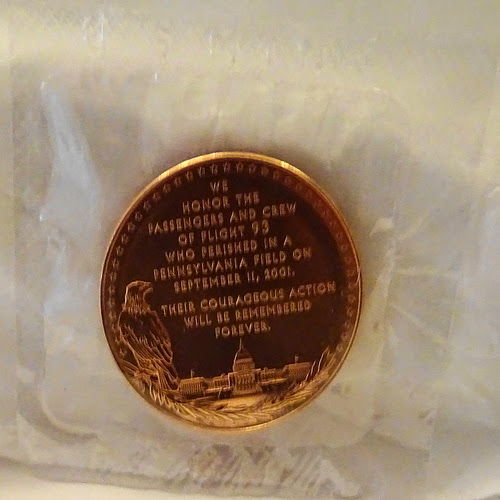 WE
HONOR THE
PASSENGERS AND CREW
OF FLIGHT 93
WHO PERISHED IN A
PENNSYLVANIA FIELD ON
SEPTEMBER 11, 2001.
THEIR COURAGEOUS ACTION
WILL BE REMEMBERED
FOREVER.